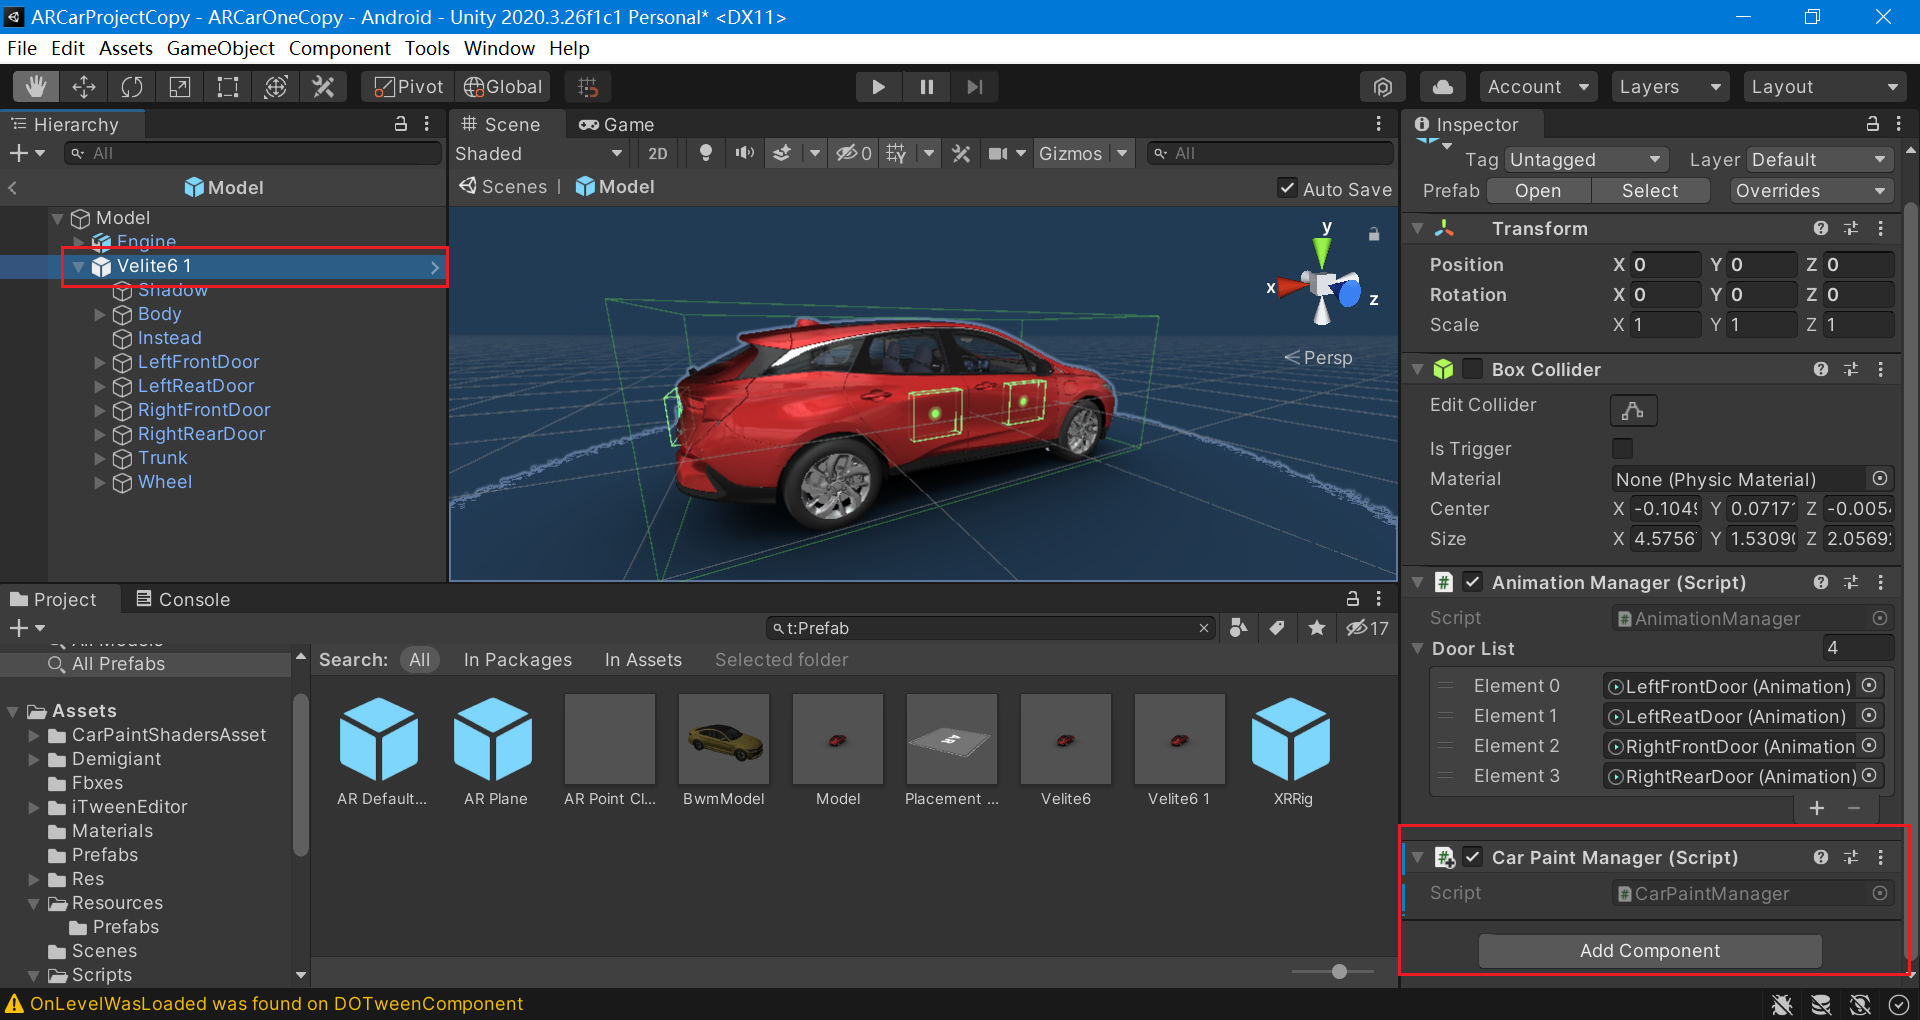 ARCarProjectCopy - ARCarOneCopy - Android - Unity 2020.3.26f1c1 Personal* <DX11>
File Edit Assets GameObject Component Tools Window Help
Pivot Global Account Layers Layout
Hierarchy
All
Model
Model
Engine
Velite6 1
Shadow
Body
Instead
LeftFrontDoor
LeftReatDoor
RightFrontDoor
RightRearDoor
Trunk
Wheel
Scene Game
Shaded 2D 0 Gizmos All
Scenes | Model Auto Save
y
x
z
Persp
Inspector
Tag Untagged Layer Default
Prefab Open Select Overrides
Transform
Position X 0 Y 0 Z 0
Rotation X 0 Y 0 Z 0
Scale X 1 Y 1 Z 1
Box Collider
Edit Collider
Is Trigger
Material None (Physic Material)
Center X -0.1049 Y 0.0717 Z -0.0054
Size X 4.5756 Y 1.5309 Z 2.0569
Animation Manager (Script)
Script AnimationManager
Door List 4
Element 0 LeftFrontDoor (Animation)
Element 1 LeftReatDoor (Animation)
Element 2 RightFrontDoor (Animation
Element 3 RightRearDoor (Animation)
Car Paint Manager (Script)
Script CarPaintManager
Add Component
Project Console
t:Prefab 17
All Models
All Prefabs
Assets
CarPaintShadersAsset
Demigiant
Fbxes
iTweenEditor
Materials
Prefabs
Res
Resources
Prefabs
Scenes
Scripts
Search: All In Packages In Assets Selected folder
AR Default... AR Plane AR Point Cl... BwmModel Model Placement ... Velite6 Velite6 1 XRRig
OnLevelWasLoaded was found on DOTweenComponent